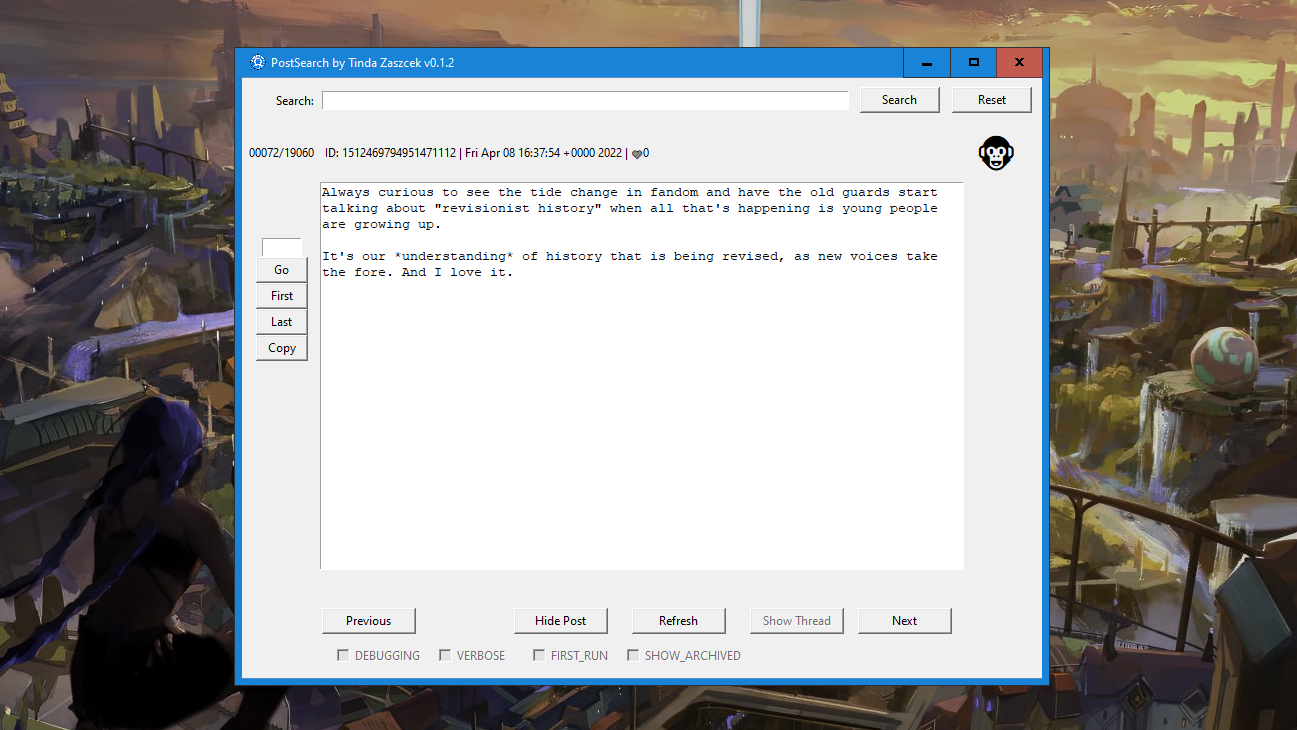 PostSearch by Tinda Zaszcek v0.1.2
Search:
Search
Reset
00072/19060 ID: 1512469794951471112 | Fri Apr 08 16:37:54 +0000 2022 | 0
Always curious to see the tide change in fandom and have the old guards start
talking about "revisionist history" when all that's happening is young people
are growing up.
It's our *understanding* of history that is being revised, as new voices take
the fore. And I love it.
Go
First
Last
Copy
Previous
Hide Post
Refresh
Show Thread
Next
DEBUGGING
VERBOSE
FIRST_RUN
SHOW_ARCHIVED